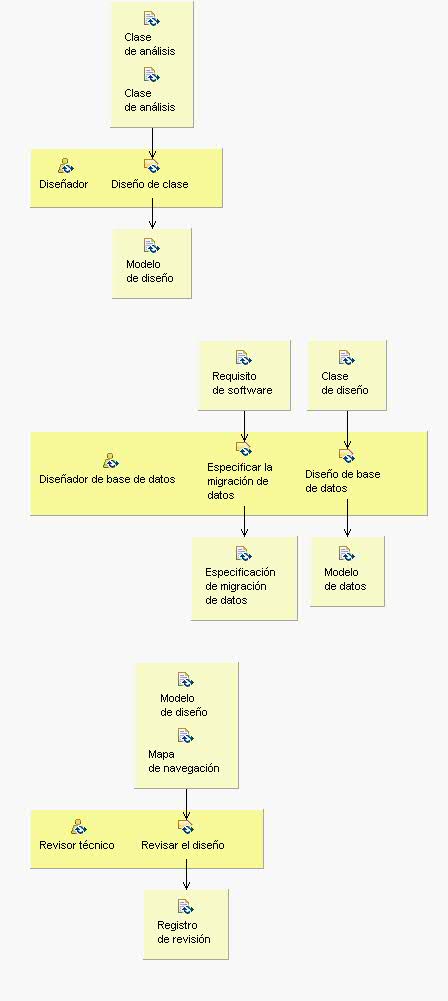 Clase
de análisis
Clase
de análisis
Diseñador
Diseño de clase
Modelo
de diseño
Requisito
de software
Clase
de diseño
Diseñador de base de datos
Especificar la
migración de
datos
Diseño de base
de datos
Especificación
de migración
de datos
Modelo
de datos
Modelo
de diseño
Mapa
de navegación
Revisor técnico
Revisar el diseño
Registro
de revisión